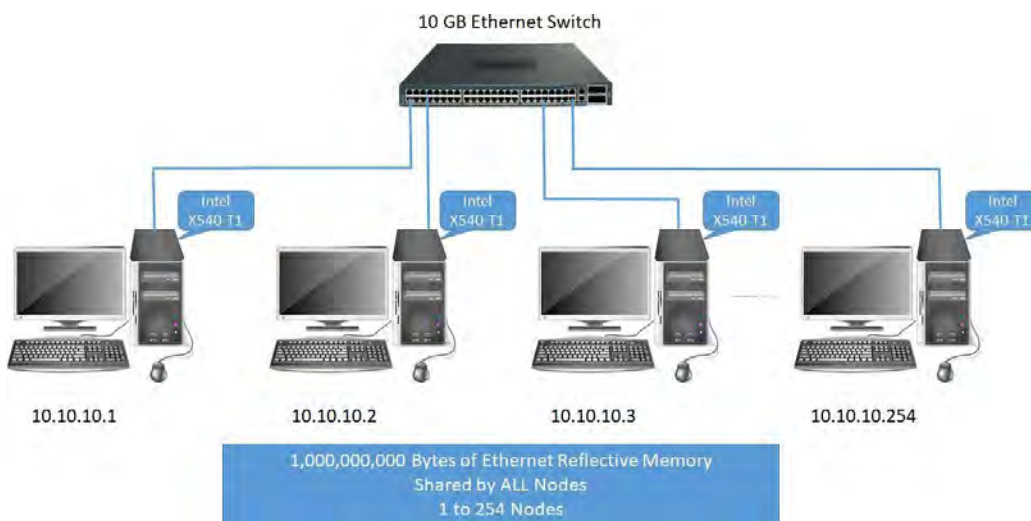 10 GB Ethernet Switch
Intel
X540-T1
Intel
X540-T1
Intel
X540-T1
Intel
X540-T1
10.10.10.1
10.10.10.2
10.10.10.3
10.10.10.254
1,000,000,000 Bytes of Ethernet Reflective Memory
Shared by ALL Nodes
1 to 254 Nodes